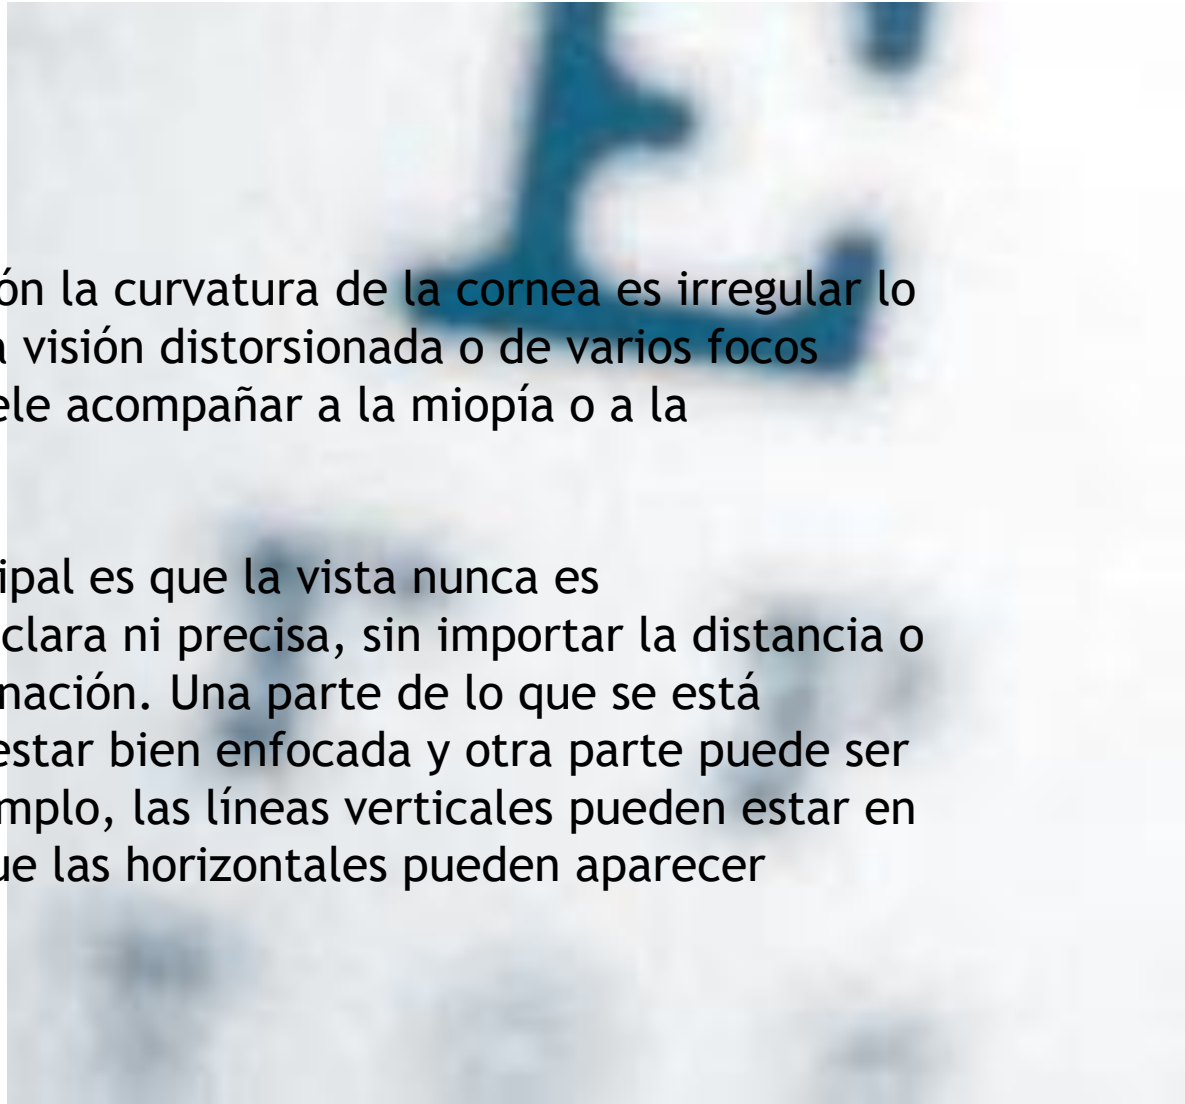 E
ón la curvatura de la cornea es irregular lo
visión distorsionada o de varios focos
ele acompañar a la miopía o a la
ipal es que la vista nunca es
clara ni precisa, sin importar la distancia o
nación. Una parte de lo que se está
estar bien enfocada y otra parte puede ser
mplo, las líneas verticales pueden estar en
ue las horizontales pueden aparecer